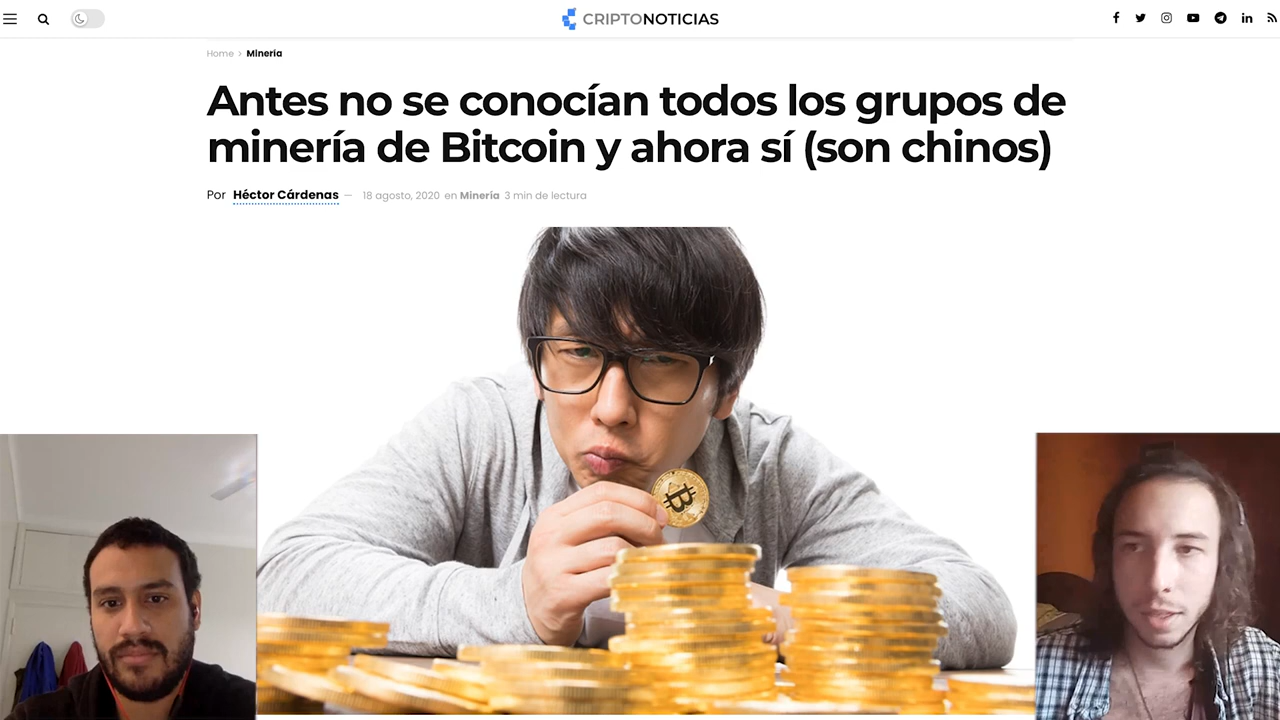 CRIPTONOTICIAS
Home > Minería
Antes no se conocían todos los grupos de
minería de Bitcoin y ahora sí (son chinos)
Por Héctor Cárdenas — 18 agosto, 2020 en Minería 3 min de lectura